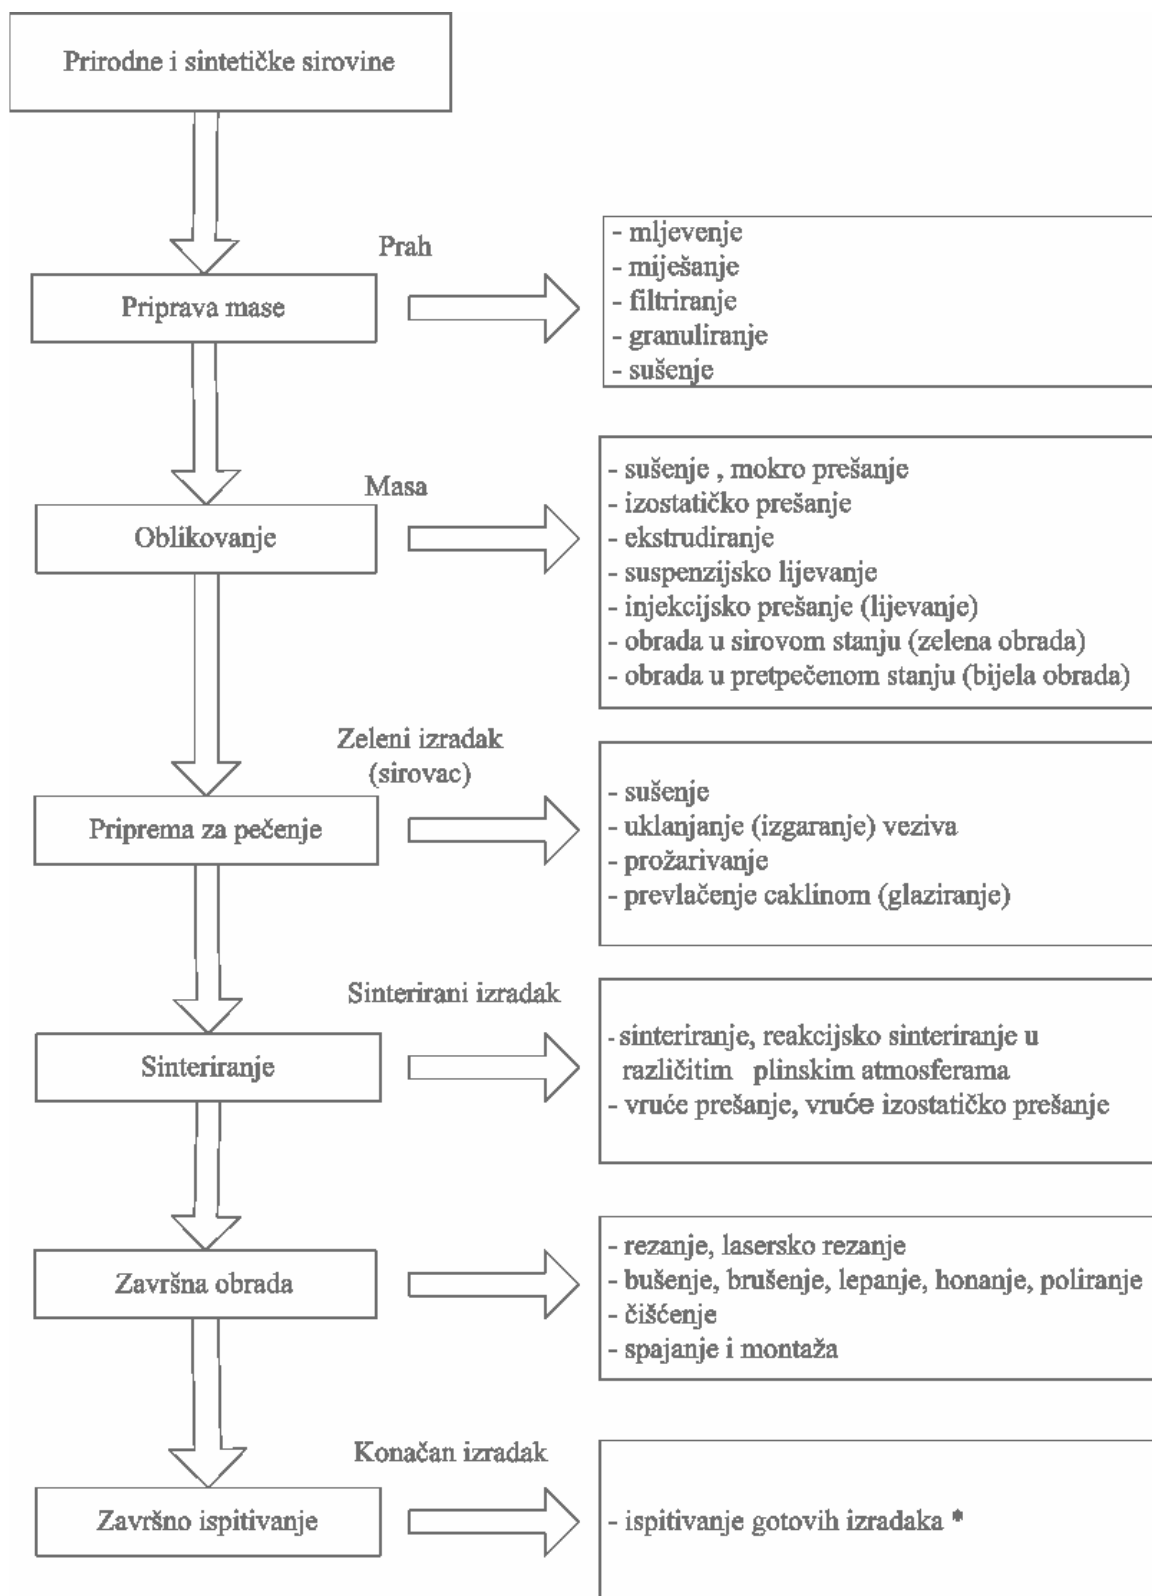 Prirodne i sintetičke sirovine
Prah
Priprava mase
- mljevenje
- miješanje
- filtriranje
- granuliranje
- sušenje
Masa
Oblikovanje
- sušenje , mokro prešanje
- izostatičko prešanje
- ekstrudiranje
- suspenzijsko lijevanje
- injekcijsko prešanje (lijevanje)
- obrada u sirovom stanju (zelena obrada)
- obrada u pretpečenom stanju (bijela obrada)
Zeleni izradak
(sirovac)
Priprema za pečenje
- sušenje
- uklanjanje (izgaranje) veziva
- prožarivanje
- prevlačenje caklinom (glaziranje)
Sinterirani izradak
Sinteriranje
- sinteriranje, reakcijsko sinteriranje u
različitim plinskim atmosferama
- vruće prešanje, vruće izostatičko prešanje
Završna obrada
- rezanje, lasersko rezanje
- bušenje, brušenje, lepanje, honanje, poliranje
- čišćenje
- spajanje i montaža
Konačan izradak
Završno ispitivanje
- ispitivanje gotovih izradaka *